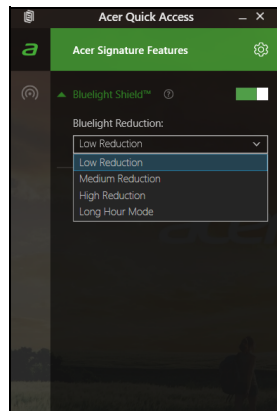 Acer Quick Access
Acer Signature Features
Bluelight Shield™
Bluelight Reduction:
Low Reduction
Low Reduction
Medium Reduction
High Reduction
Long Hour Mode